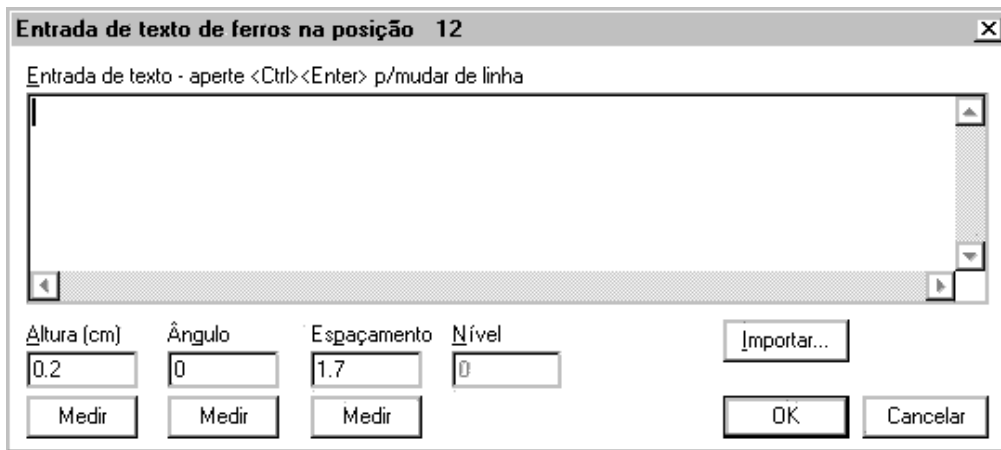 Entrada de texto de ferros na posição 12
Entrada de texto - aperte <Ctrl><Enter> p/mudar de linha
Altura (cm) Ângulo Espaçamento Nível
Importar...
0.2 0 1.7 0
Medir Medir Medir OK Cancelar